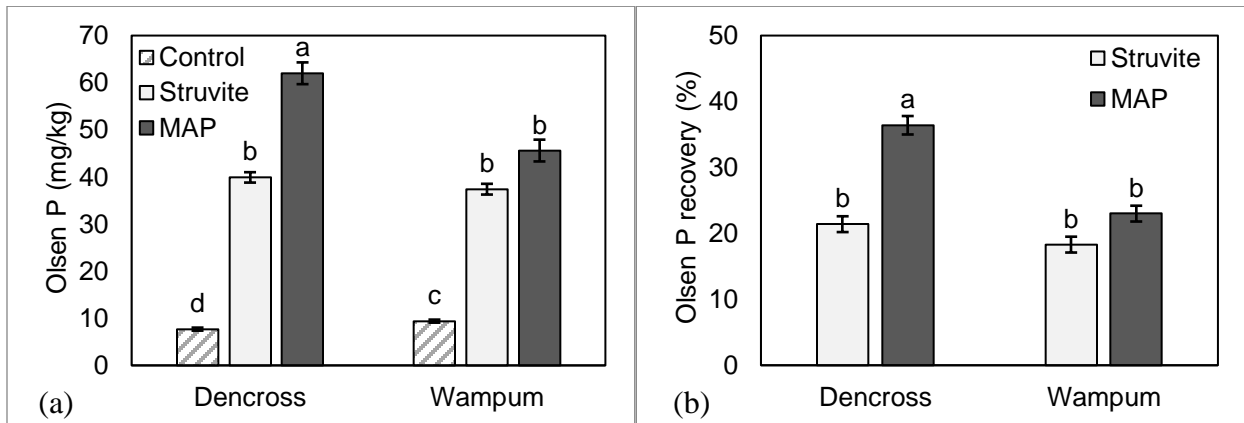 Olsen P (mg/kg)
70
60
50
40
30
20
10
0
Control
Struvite
MAP
d
b
a
c
b
b
Dencross
Wampum
(a)
Olsen P recovery (%)
50
40
30
20
10
0
Struvite
MAP
b
a
b
b
Dencross
Wampum
(b)